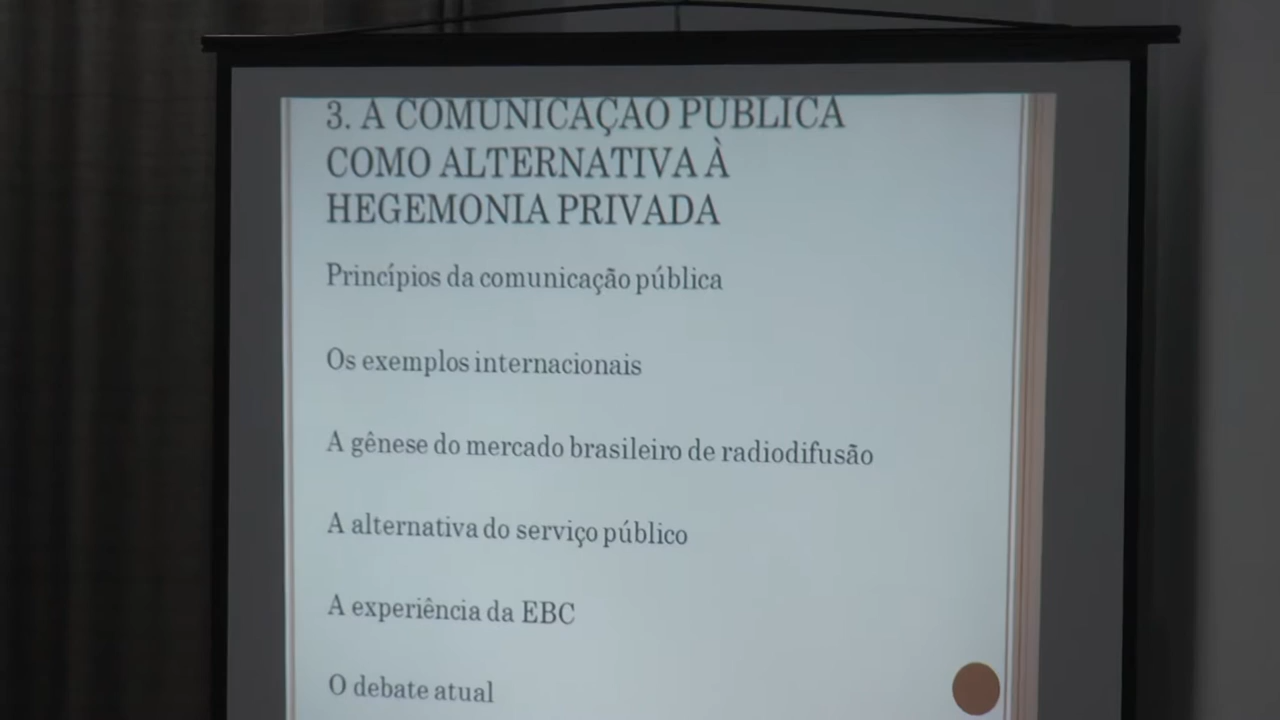 3. A COMUNICAÇÃO PÚBLICA
COMO ALTERNATIVA À
HEGEMONIA PRIVADA
Princípios da comunicação pública
Os exemplos internacionais
A gênese do mercado brasileiro de radiodifusão
A alternativa do serviço público
A experiência da EBC
O debate atual